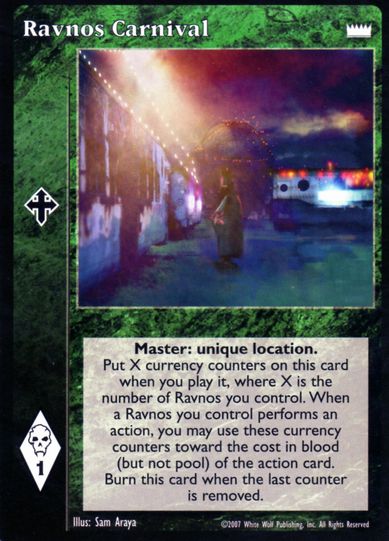 Ravnos Carnival
Master: unique location.
Put X currency counters on this card
when you play it, where X is the
number of Ravnos you control. When
a Ravnos you control performs an
action, you may use these currency
counters toward the cost in blood
(but not pool) of the action card.
Burn this card when the last counter
is removed.
1
Illus: Sam Araya
©2007 White Wolf Publishing, Inc. All Rights Reserved